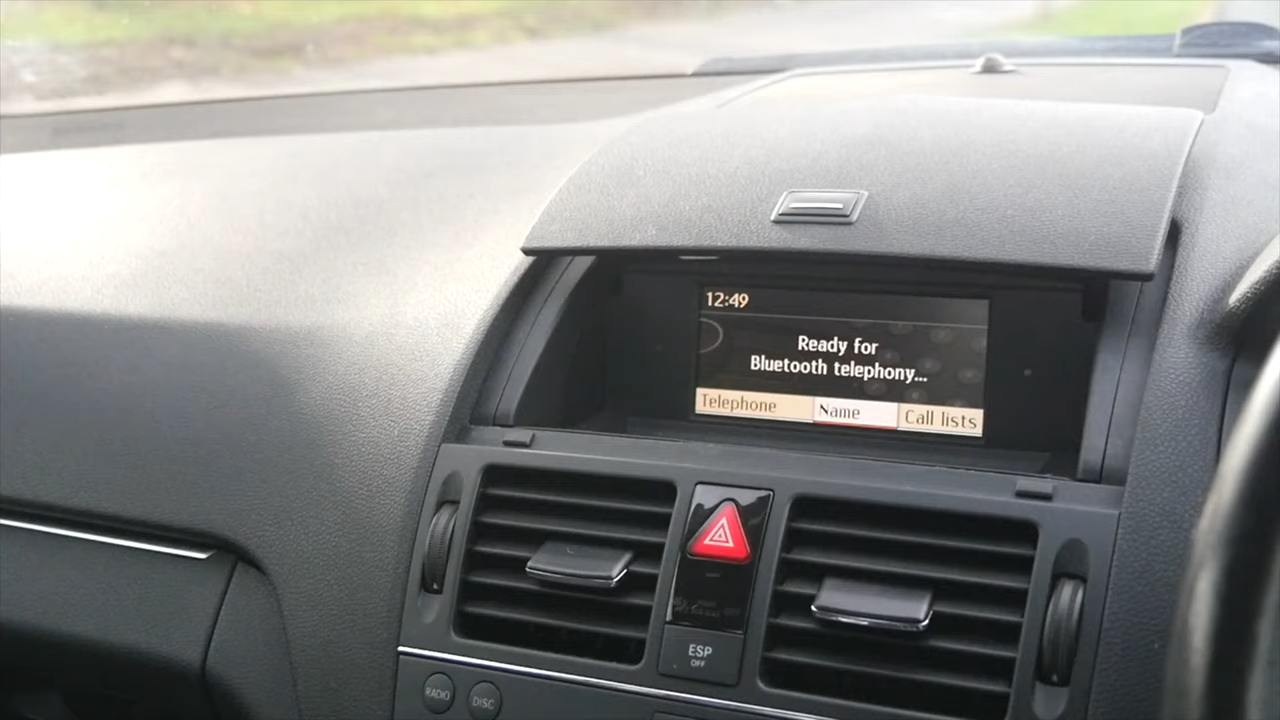 12:49
Ready for
Bluetooth telephony...
Telephone Name Call lists
ESP
OFF
RADIO DISC